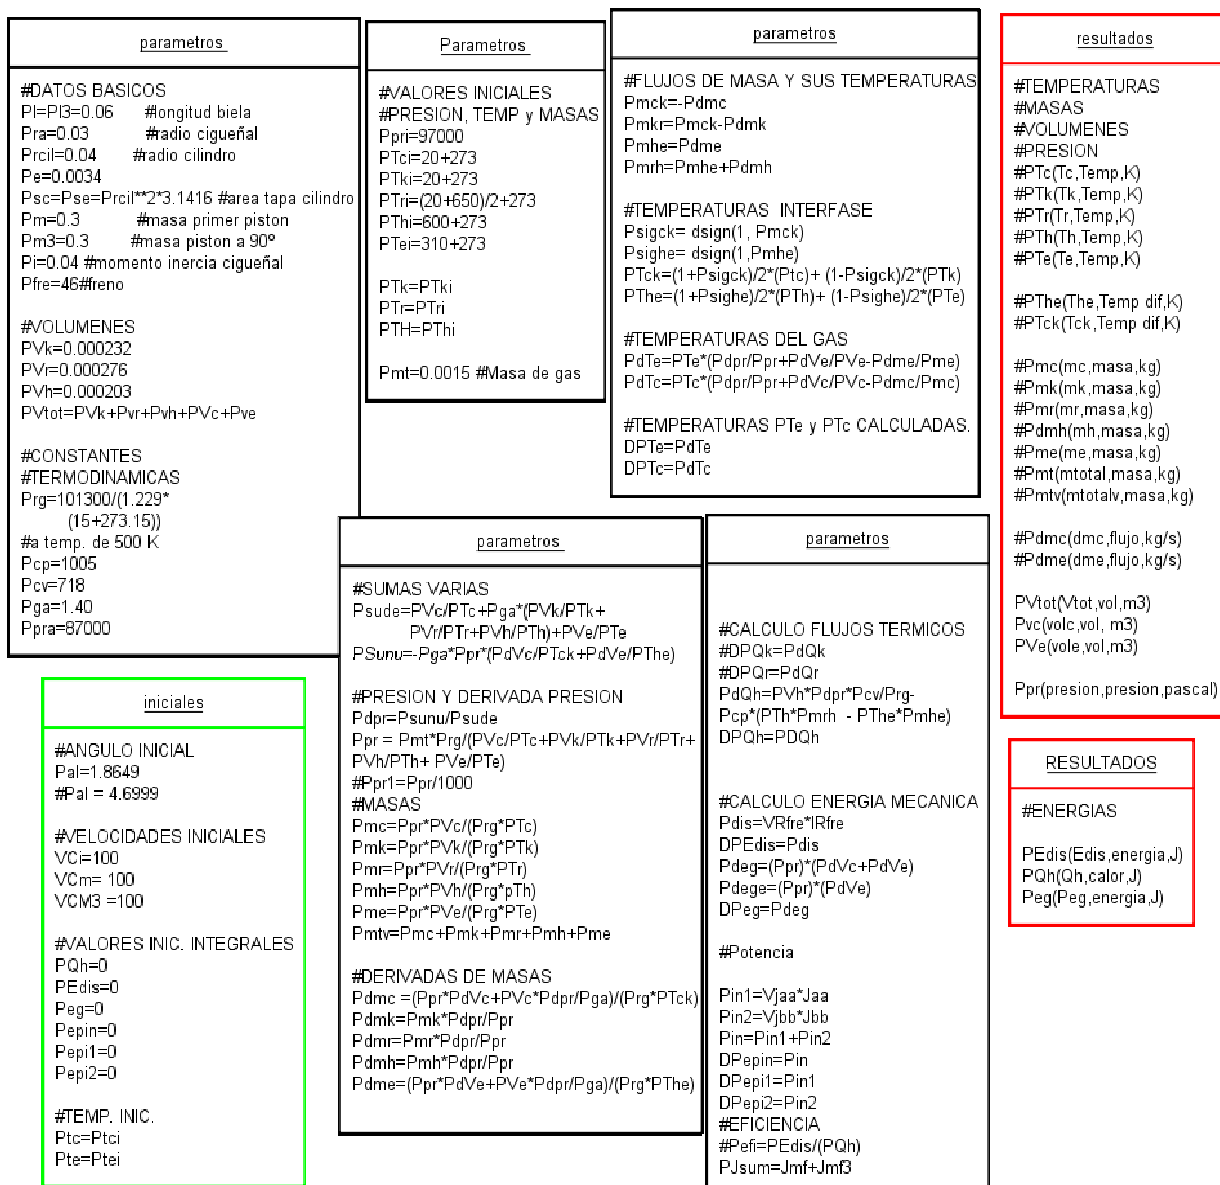 parametros
#DATOS BASICOS
Pl=Pl3=0.06 #longitud biela
Pra=0.03 #radio cigueñal
Prcil=0.04 #radio cilindro
Pe=0.0034
Psc=Pse=Prcil**2*3.1416 #area tapa cilindro
Pm=0.3 #masa primer piston
Pm3=0.3 #masa piston a 90º
Pi=0.04 #momento inercia cigueñal
Pfre=46#freno
#VOLUMENES
PVk=0.000232
PVr=0.000276
PVh=0.000203
PVtot=PVk+Pvr+Pvh+PVc+Pve
#CONSTANTES
#TERMODINAMICAS
Prg=101300/(1.229*
(15+273.15))
#a temp. de 500 K
Pcp=1005
Pcv=718
Pga=1.40
Ppra=87000
Parametros
#VALORES INICIALES
#PRESION, TEMP y MASAS
Ppri=97000
PTci=20+273
PTki=20+273
PTri=(20+650)/2+273
PThi=600+273
PTei=310+273
PTk=PTki
PTr=PTri
PTH=PThi
Pmt=0.0015 #Masa de gas
parametros
#FLUJOS DE MASA Y SUS TEMPERATURAS
Pmck=-Pdmc
Pmkr=Pmck-Pdmk
Pmhe=Pdme
Pmrh=Pmhe+Pdmh
#TEMPERATURAS INTERFASE
Psigck= dsign(1, Pmck)
Psighe= dsign(1,Pmhe)
PTck=(1+Psigck)/2*(Ptc)+ (1-Psigck)/2*(PTk)
PThe=(1+Psighe)/2*(PTh)+ (1-Psighe)/2*(PTe)
#TEMPERATURAS DEL GAS
PdTe=PTe*(Pdpr/Ppr+PdVe/PVe-Pdme/Pme)
PdTc=PTc*(Pdpr/Ppr+PdVc/PVc-Pdmc/Pmc)
#TEMPERATURAS PTe y PTc CALCULADAS.
DPTe=PdTe
DPTc=PdTc
resultados
#TEMPERATURAS
#MASAS
#VOLUMENES
#PRESION
#PTc(Tc,Temp,K)
#PTk(Tk,Temp,K)
#PTr(Tr,Temp,K)
#PTh(Th,Temp,K)
#PTe(Te,Temp,K)
#PThe(The,Temp dif,K)
#PTck(Tck,Temp dif,K)
#Pmc(mc,masa,kg)
#Pmk(mk,masa,kg)
#Pmr(mr,masa,kg)
#Pdmh(mh,masa,kg)
#Pme(me,masa,kg)
#Pmt(mtotal,masa,kg)
#Pmtv(mtotalv,masa,kg)
#Pdmc(dmc,flujo,kg/s)
#Pdme(dme,flujo,kg/s)
PVtot(Vtot,vol,m3)
Pvc(volc,vol, m3)
PVe(vole,vol,m3)
Ppr(presion,presion,pascal)
iniciales
#ANGULO INICIAL
Pal=1.8649
#Pal = 4.6999
#VELOCIDADES INICIALES
VCi=100
VCm= 100
VCM3 =100
#VALORES INIC. INTEGRALES
PQh=0
PEdis=0
Peg=0
Pepin=0
Pepi1=0
Pepi2=0
#TEMP. INIC.
Ptc=Ptci
Pte=Ptei
parametros
#SUMAS VARIAS
Psude=PVc/PTc+Pga*(PVk/PTk+
PVr/PTr+PVh/PTh)+PVe/PTe
PSunu=-Pga*Ppr*(PdVc/PTck+PdVe/PThe)
#PRESION Y DERIVADA PRESION
Pdpr=Psunu/Psude
Ppr = Pmt*Prg/(PVc/PTc+PVk/PTk+PVr/PTr+
PVh/PTh+ PVe/PTe)
#Ppr1=Ppr/1000
#MASAS
Pmc=Ppr*PVc/(Prg*PTc)
Pmk=Ppr*PVk/(Prg*PTk)
Pmr=Ppr*PVr/(Prg*PTr)
Pmh=Ppr*PVh/(Prg*pTh)
Pme=Ppr*PVe/(Prg*PTe)
Pmtv=Pmc+Pmk+Pmr+Pmh+Pme
#DERIVADAS DE MASAS
Pdmc =(Ppr*PdVc+PVc*Pdpr/Pga)/(Prg*PTck)
Pdmk=Pmk*Pdpr/Ppr
Pdmr=Pmr*Pdpr/Ppr
Pdmh=Pmh*Pdpr/Ppr
Pdme=(Ppr*PdVe+PVe*Pdpr/Pga)/(Prg*PThe)
parametros
#CALCULO FLUJOS TERMICOS
#DPQk=PdQk
#DPQr=PdQr
PdQh=PVh*Pdpr*Pcv/Prg-
Pcp*(PTh*Pmrh - PThe*Pmhe)
DPQh=PDQh
#CALCULO ENERGIA MECANICA
Pdis=VRfre*IRfre
DPEdis=Pdis
Pdeg=(Ppr)*(PdVc+PdVe)
Pdege=(Ppr)*(PdVe)
DPeg=Pdeg
#Potencia
Pin1=Vjaa*Jaa
Pin2=Vjbb*Jbb
Pin=Pin1+Pin2
DPepin=Pin
DPepi1=Pin1
DPepi2=Pin2
#EFICIENCIA
#Pefi=PEdis/(PQh)
PJsum=Jmf+Jmf3
RESULTADOS
#ENERGIAS
PEdis(Edis,energia,J)
PQh(Qh,calor,J)
Peg(Peg,energia,J)